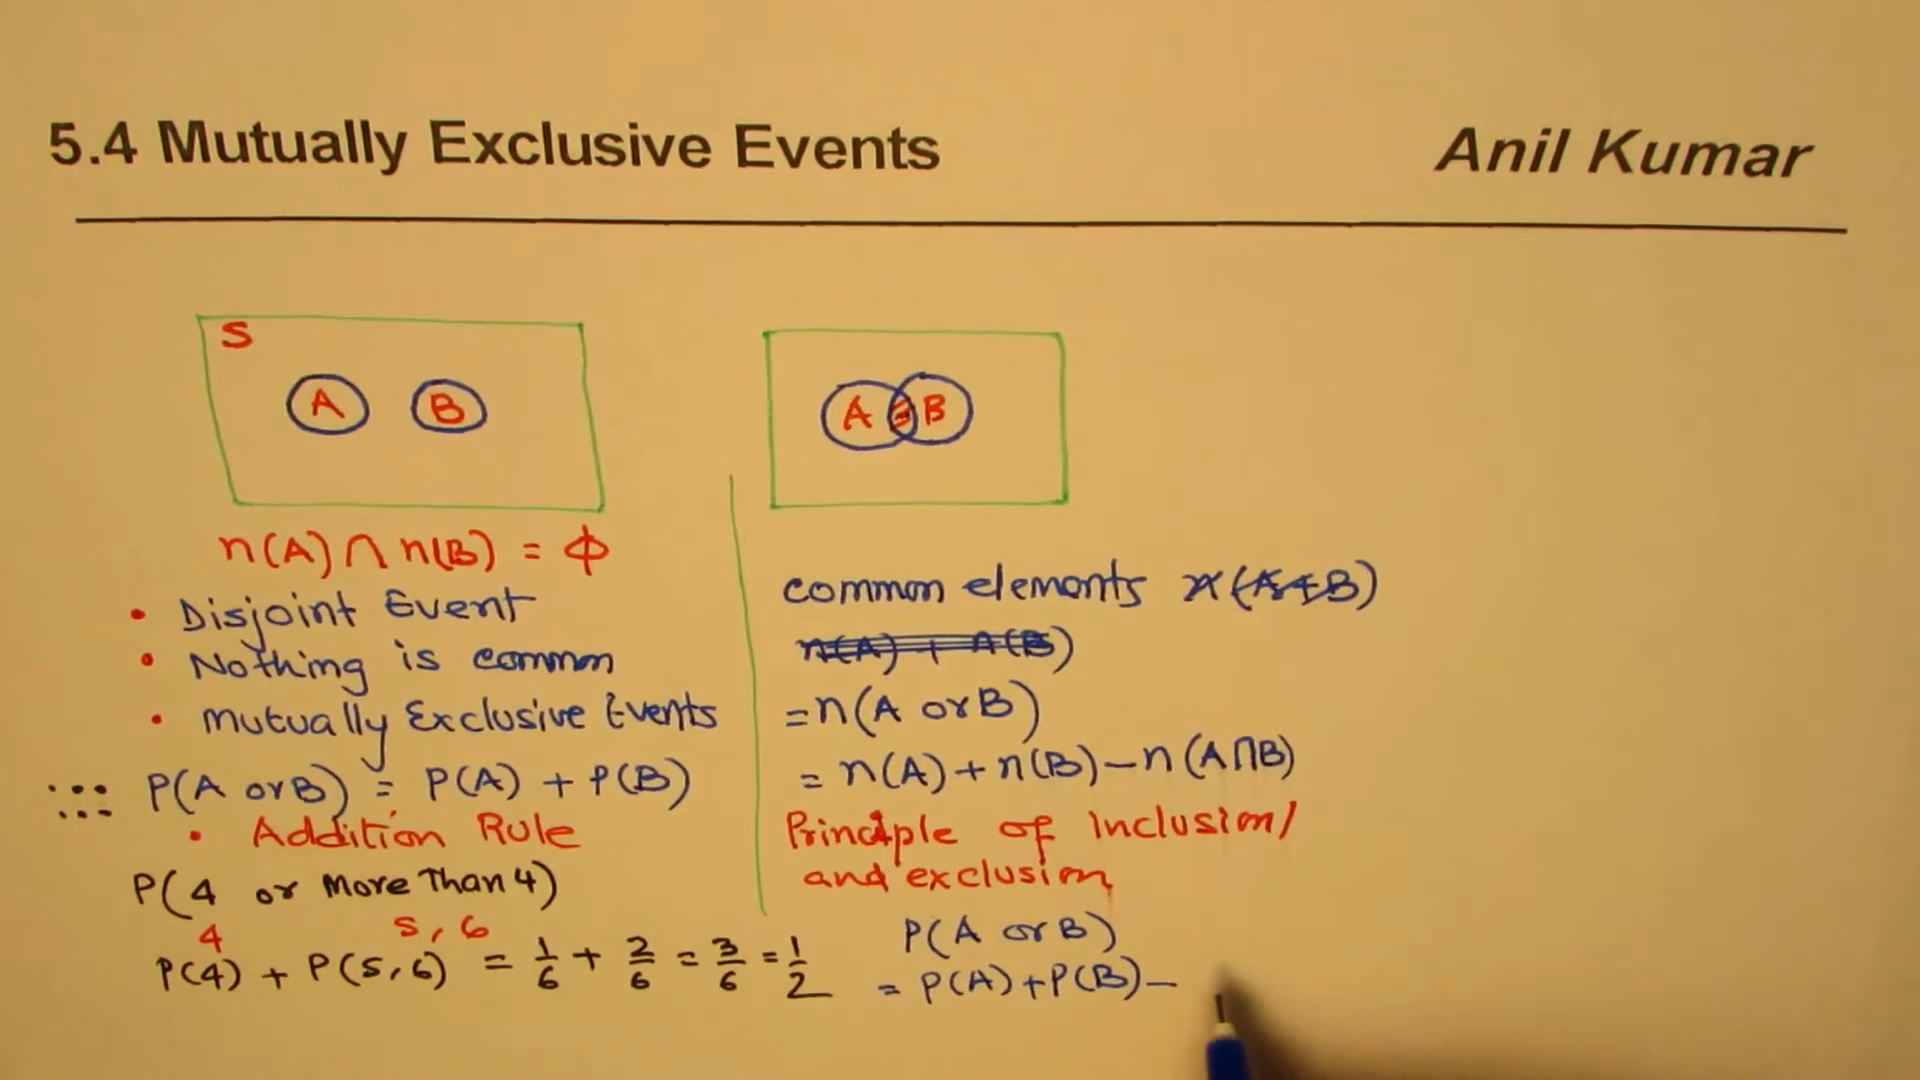 5.4 Mutually Exclusive Events
Anil Kumar
S
A
B
n(A) ∩ n(B) = ϕ
• Disjoint Event
• Nothing is common
• Mutually Exclusive Events
P(A or B) = P(A) + P(B)
• Addition Rule
P(4 or More Than 4)
4 5, 6
P(4) + P(5,6) = 1/6 + 2/6 = 3/6 = 1/2
A B
common elements n(A+B)
n(A) + n(B)
= n(A or B)
= n(A) + n(B) − n(A∩B)
Principle of Inclusion/
and exclusion
P(A or B)
= P(A) + P(B) −